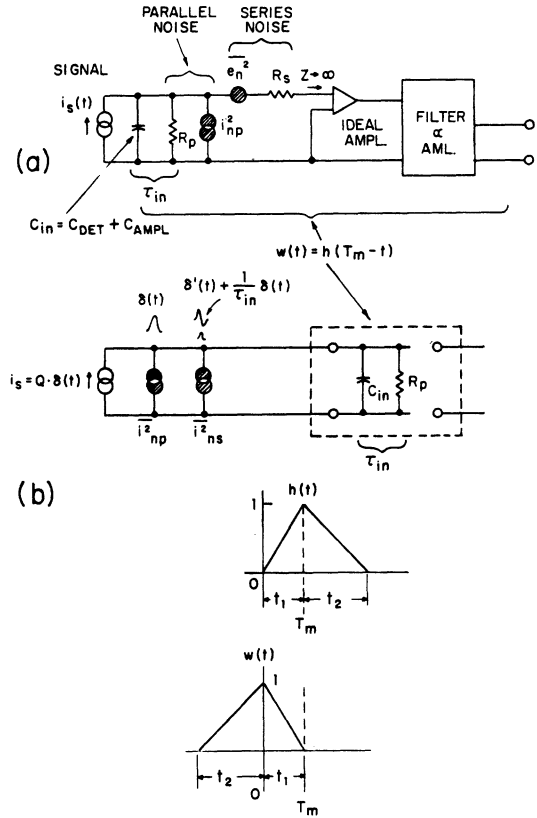 PARALLEL
NOISE
SERIES
NOISE
SIGNAL
e_n^2
R_s
Z→∞
i_s(t)
R_p
i_np^2
IDEAL
AMPL.
FILTER
∝
AML.
(a)
τ_in
C_in = C_DET + C_AMPL
w(t) = h(T_m − t)
δ(t)
δ'(t) + 1/τ_in δ(t)
i_s = Q·δ(t)
i_np^2
i_ns^2
C_in
R_p
τ_in
(b)
h(t)
1
0
t_1
t_2
T_m
w(t)
1
t_2
t_1
0
T_m